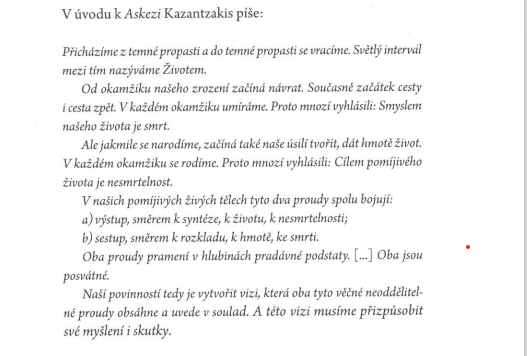 V úvodu k Askezi Kazantzakis píše:
Přicházíme z temné propasti a do temné propasti se vracíme. Světlý intervál
mezi tím nazýváme Životem.
Od okamžiku našeho zrození začíná návrat. Současně začátek cesty
i cesta zpět. V každém okamžiku umíráme. Proto mnozí vyhlásili: Smyslem
našeho života je smrt.
Ale jakmile se narodíme, začíná také naše úsilí tvořit, dát hmotě život.
V každém okamžiku se rodíme. Proto mnozí vyhlásili: Cílem pomíjivého
života je nesmrtelnost.
V našich pomíjivých živých tělech tyto dva proudy spolu bojují:
a) výstup, směrem k syntéze, k životu, k nesmrtelnosti;
b) sestup, směrem k rozkladu, k hmotě, ke smrti.
Oba proudy pramení v hlubinách pradávné podstaty. [...] Oba jsou
posvátné.
Naší povinností tedy je vytvořit vizi, která oba tyto věčné neoddělitel-
né proudy obsáhne a uvede v soulad. A této vizi musíme přizpůsobit
své myšlení i skutky.